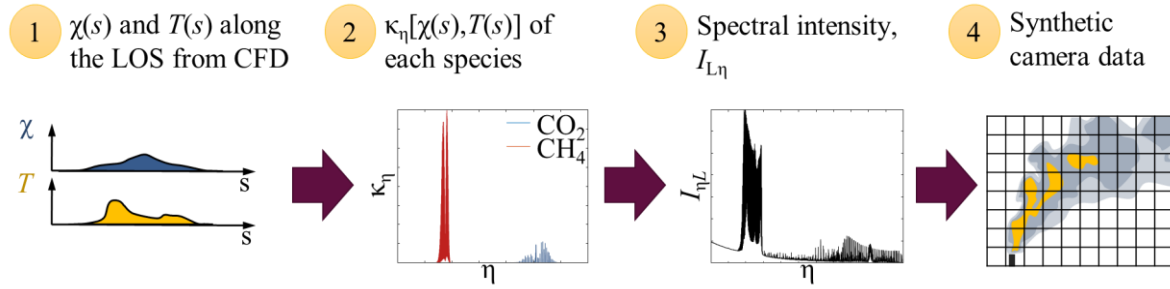 1
χ(s) and T(s) along
the LOS from CFD
2
κη[χ(s),T(s)] of
each species
3
Spectral intensity,
ILη
4
Synthetic
camera data
χ
s
T
s
κη
CO2
CH4
η
IηL
η